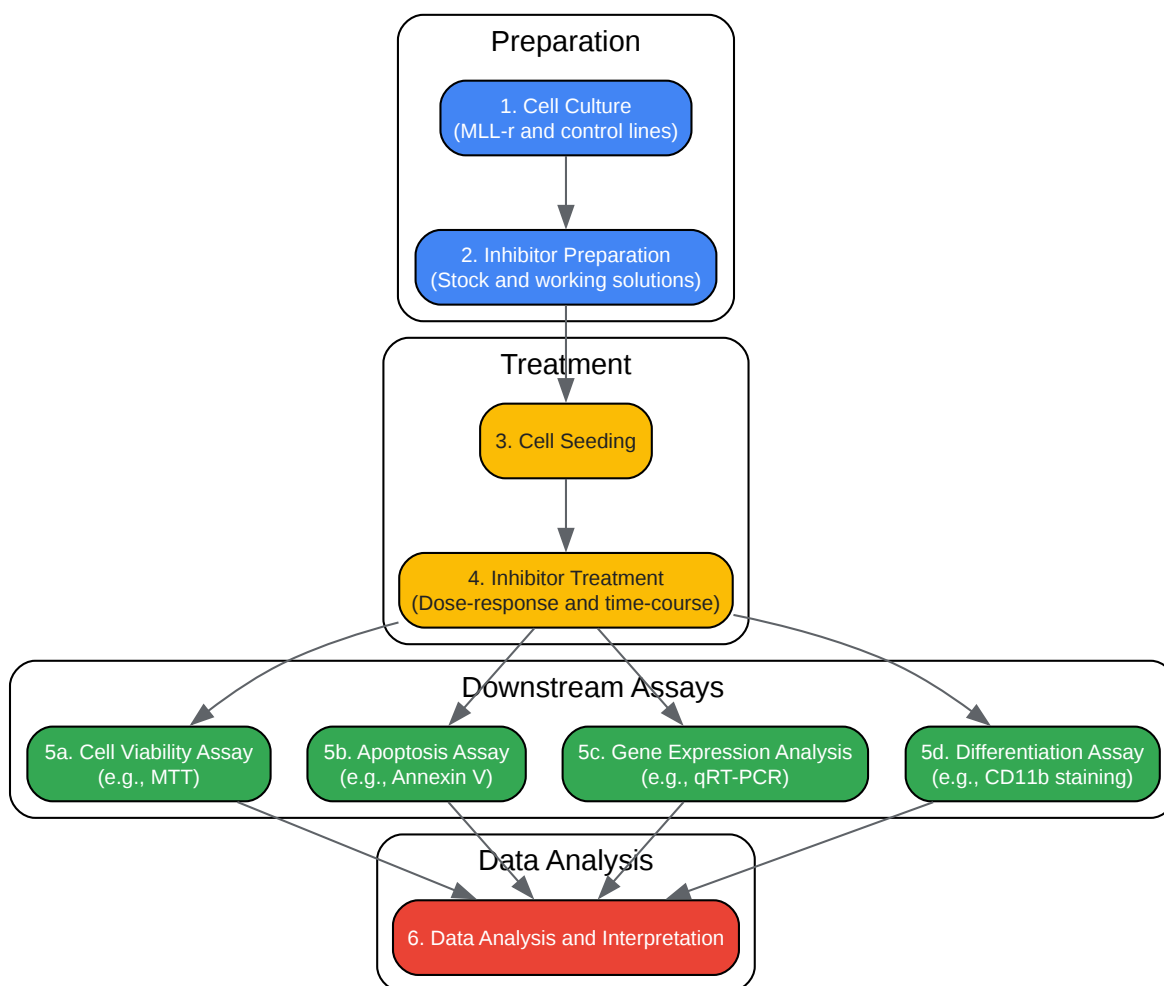 Preparation
1. Cell Culture
(MLL-r and control lines)
2. Inhibitor Preparation
(Stock and working solutions)
Treatment
3. Cell Seeding
4. Inhibitor Treatment
(Dose-response and time-course)
Downstream Assays
5a. Cell Viability Assay
(e.g., MTT)
5b. Apoptosis Assay
(e.g., Annexin V)
5c. Gene Expression Analysis
(e.g., qRT-PCR)
5d. Differentiation Assay
(e.g., CD11b staining)
Data Analysis
6. Data Analysis and Interpretation